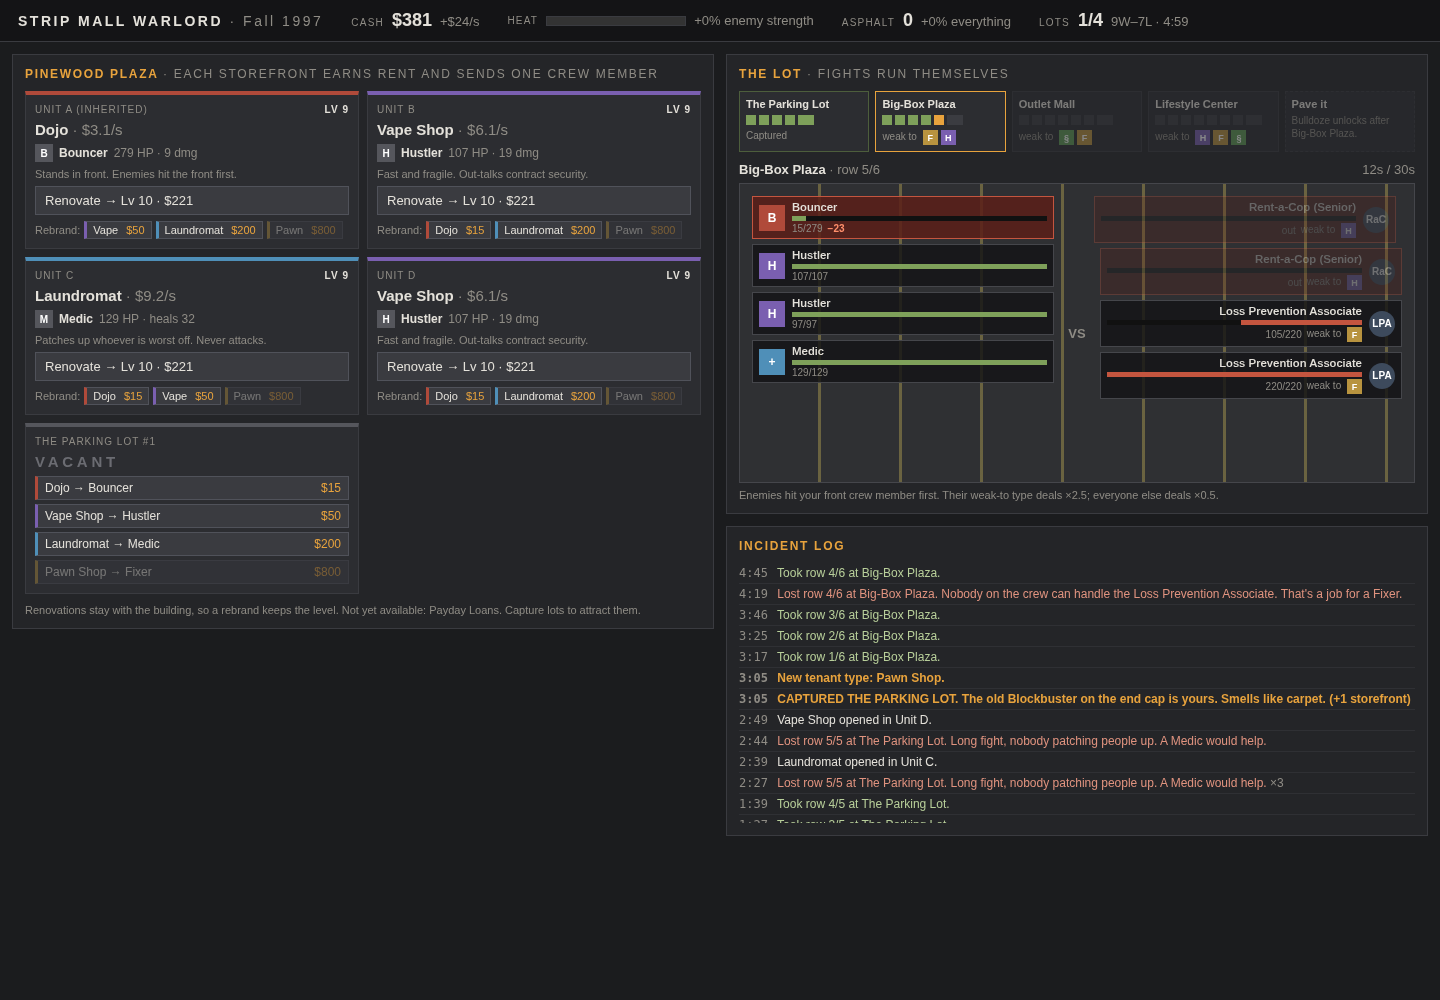 STRIP MALL WARLORD · Fall 1997 CASH $381 +$24/s HEAT +0% enemy strength ASPHALT 0 +0% everything LOTS 1/4 9W–7L · 4:59
PINEWOOD PLAZA · EACH STOREFRONT EARNS RENT AND SENDS ONE CREW MEMBER
UNIT A (INHERITED) LV 9
Dojo · $3.1/s
B Bouncer 279 HP · 9 dmg
Stands in front. Enemies hit the front first.
Renovate → Lv 10 · $221
Rebrand: Vape $50 Laundromat $200 Pawn $800
UNIT B LV 9
Vape Shop · $6.1/s
H Hustler 107 HP · 19 dmg
Fast and fragile. Out-talks contract security.
Renovate → Lv 10 · $221
Rebrand: Dojo $15 Laundromat $200 Pawn $800
UNIT C LV 9
Laundromat · $9.2/s
M Medic 129 HP · heals 32
Patches up whoever is worst off. Never attacks.
Renovate → Lv 10 · $221
Rebrand: Dojo $15 Vape $50 Pawn $800
UNIT D LV 9
Vape Shop · $6.1/s
H Hustler 107 HP · 19 dmg
Fast and fragile. Out-talks contract security.
Renovate → Lv 10 · $221
Rebrand: Dojo $15 Laundromat $200 Pawn $800
THE PARKING LOT #1
VACANT
Dojo → Bouncer $15
Vape Shop → Hustler $50
Laundromat → Medic $200
Pawn Shop → Fixer $800
Renovations stay with the building, so a rebrand keeps the level. Not yet available: Payday Loans. Capture lots to attract them.
THE LOT · FIGHTS RUN THEMSELVES
The Parking Lot
Captured
Big-Box Plaza
weak to F H
Outlet Mall
weak to § F
Lifestyle Center
weak to H F §
Pave it
Bulldoze unlocks after
Big-Box Plaza.
Big-Box Plaza · row 5/6 12s / 30s
B Bouncer
15/279 −23
H Hustler
107/107
H Hustler
97/97
+ Medic
129/129
VS
Rent-a-Cop (Senior) RaC
out weak to H
Rent-a-Cop (Senior) RaC
out weak to H
Loss Prevention Associate LPA
105/220 weak to F
Loss Prevention Associate LPA
220/220 weak to F
Enemies hit your front crew member first. Their weak-to type deals ×2.5; everyone else deals ×0.5.
INCIDENT LOG
4:45 Took row 4/6 at Big-Box Plaza.
4:19 Lost row 4/6 at Big-Box Plaza. Nobody on the crew can handle the Loss Prevention Associate. That's a job for a Fixer.
3:46 Took row 3/6 at Big-Box Plaza.
3:25 Took row 2/6 at Big-Box Plaza.
3:17 Took row 1/6 at Big-Box Plaza.
3:05 New tenant type: Pawn Shop.
3:05 CAPTURED THE PARKING LOT. The old Blockbuster on the end cap is yours. Smells like carpet. (+1 storefront)
2:49 Vape Shop opened in Unit D.
2:44 Lost row 5/5 at The Parking Lot. Long fight, nobody patching people up. A Medic would help.
2:39 Laundromat opened in Unit C.
2:27 Lost row 5/5 at The Parking Lot. Long fight, nobody patching people up. A Medic would help. ×3
1:39 Took row 4/5 at The Parking Lot.